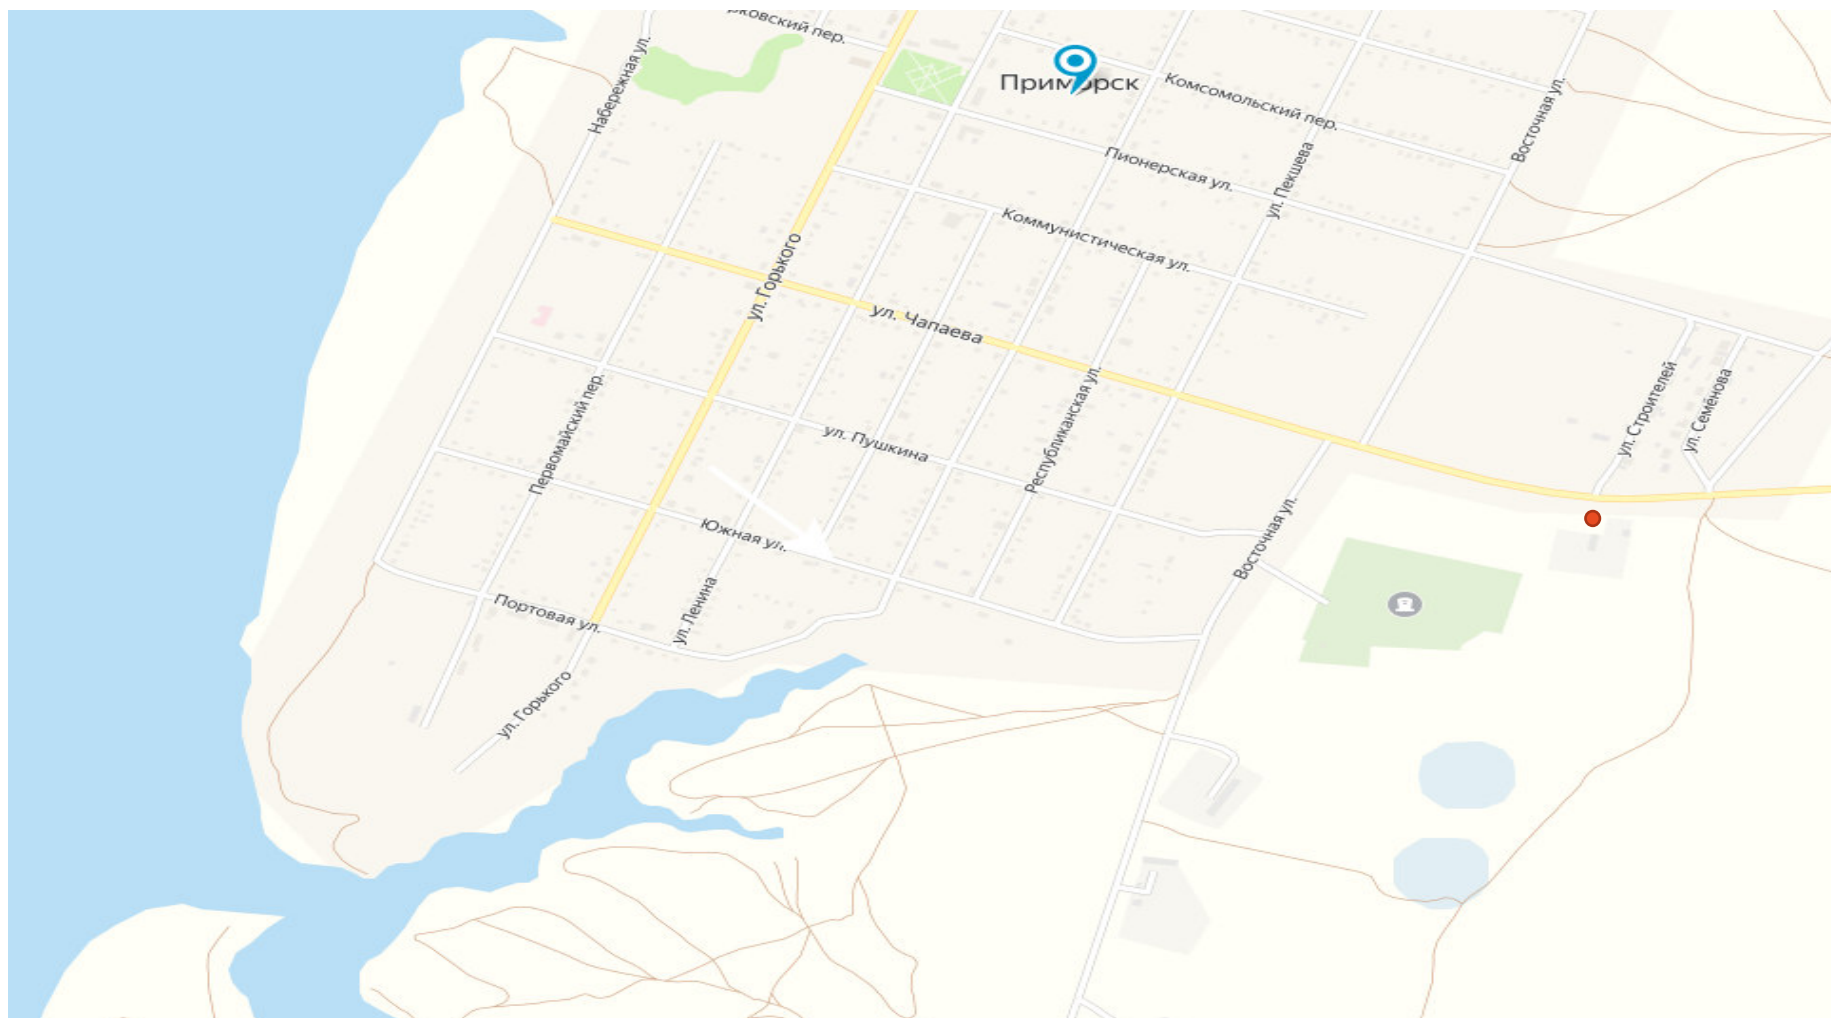 рковский пер.
Набережная ул.
Приморск
Комсомольский пер.
Восточная ул.
Пионерская ул.
ул. Пекшева
Коммунистическая ул.
ул. Горького
ул. Чапаева
Первомайский пер.
ул. Пушкина
Республиканская ул.
ул. Строителей
ул. Семёнова
Южная ул.
Восточная ул.
ул. Ленина
Портовая ул.
ул. Горького